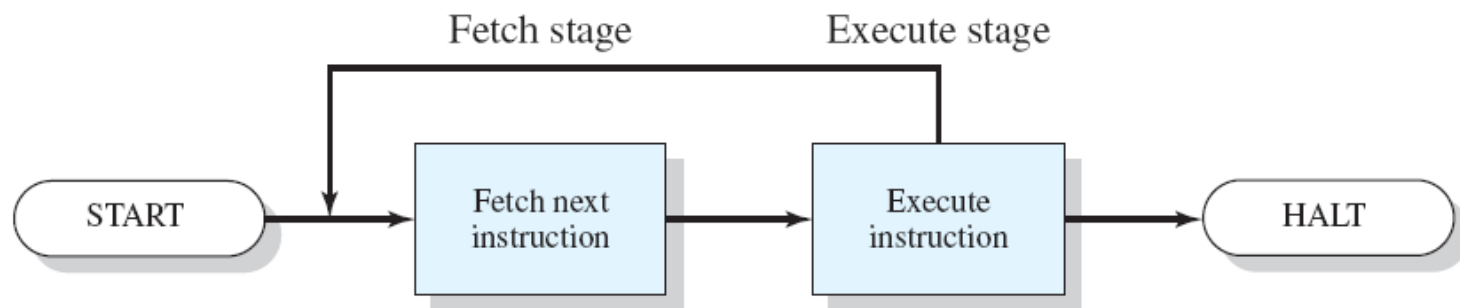 Fetch stage
Execute stage
START
Fetch next
instruction
Execute
instruction
HALT